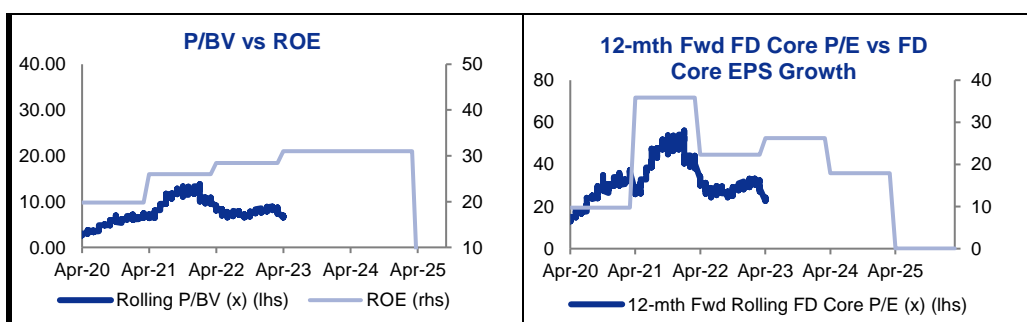 P/BV vs ROE
40.00
30.00
20.00
10.00
0.00
50
40
30
20
10
Apr-20
Apr-21
Apr-22
Apr-23
Apr-24
Apr-25
Rolling P/BV (x) (lhs)
ROE (rhs)
12-mth Fwd FD Core P/E vs FD
Core EPS Growth
80
60
40
20
0
40
30
20
10
0
Apr-20
Apr-21
Apr-22
Apr-23
Apr-24
Apr-25
12-mth Fwd Rolling FD Core P/E (x) (lhs)